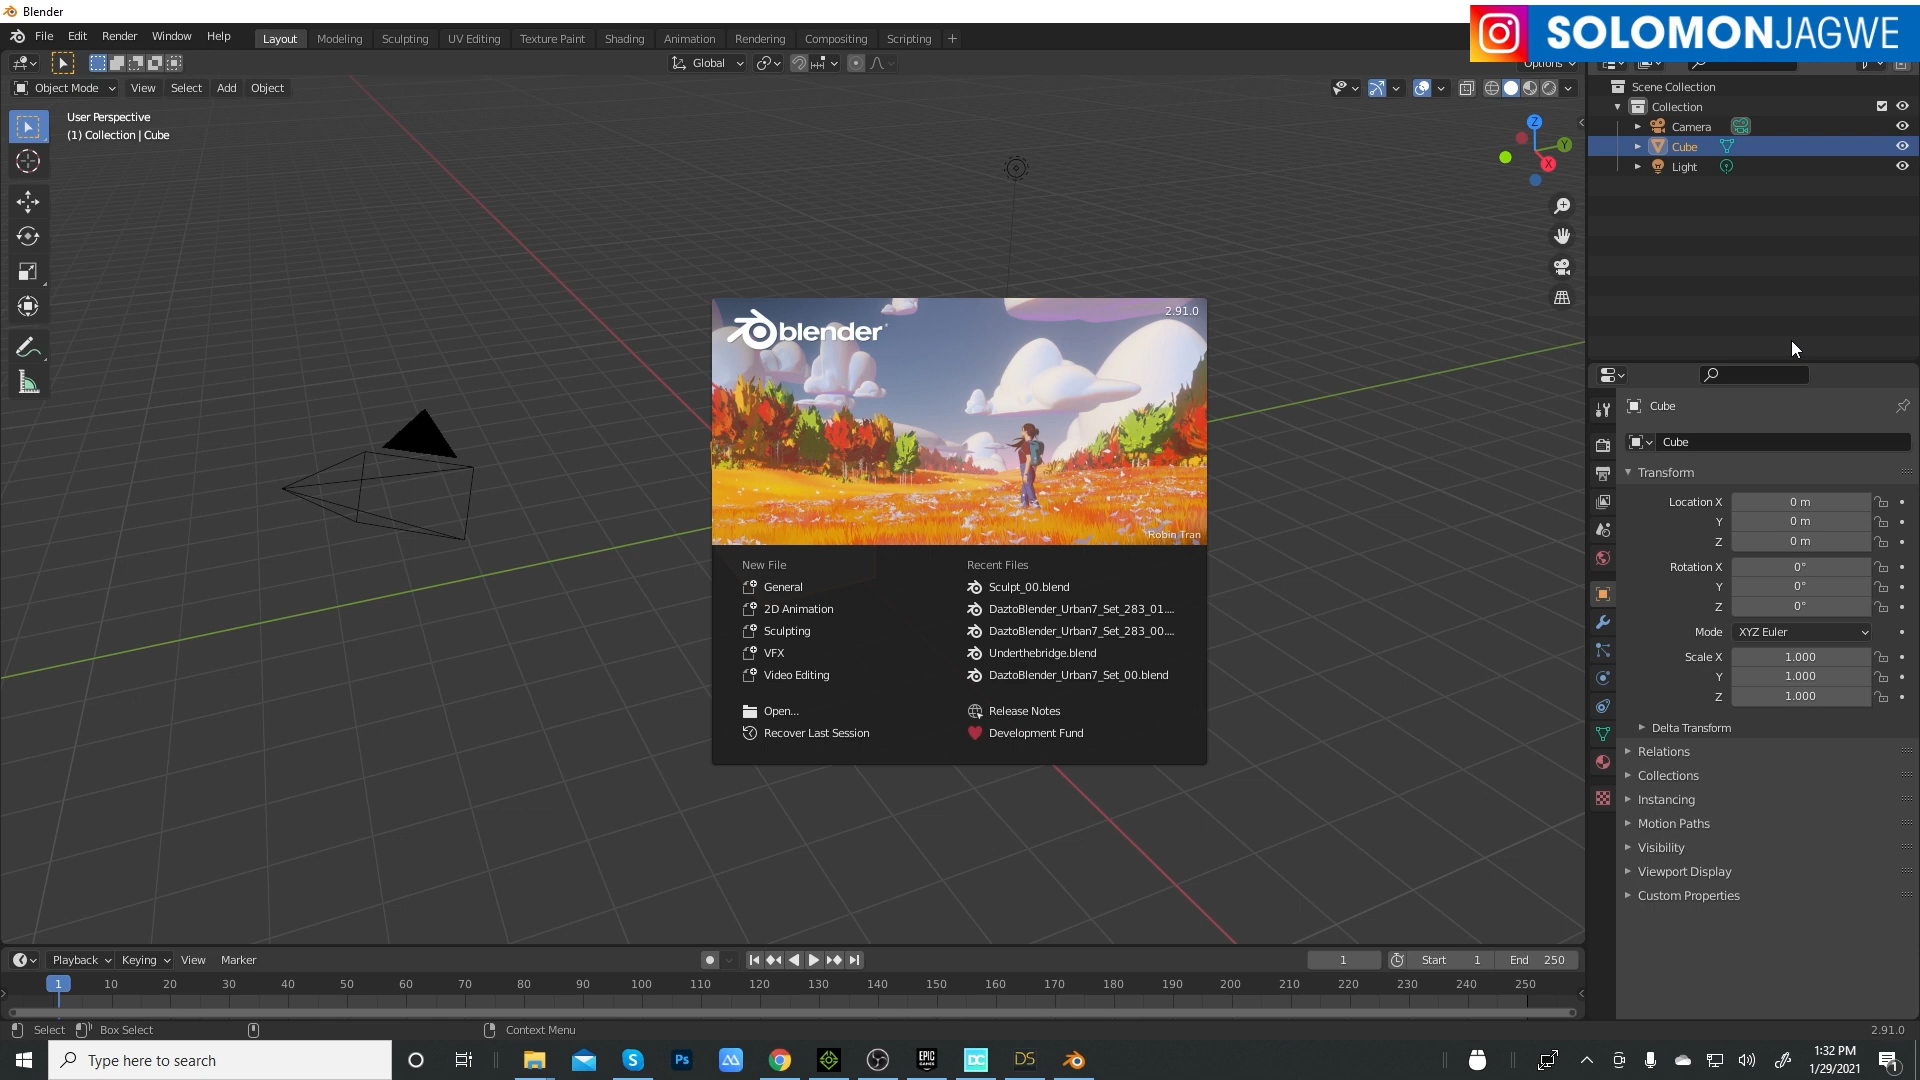 Blender
SOLOMONJAGWE
File Edit Render Window Help
Layout Modeling Sculpting UV Editing Texture Paint Shading Animation Rendering Compositing Scripting +
Global
Options
Object Mode View Select Add Object
User Perspective
(1) Collection | Cube
Z
Y
X
Scene Collection
Collection
Camera
Cube
Light
blender
2.91.0
Robin Tran
New File
General
2D Animation
Sculpting
VFX
Video Editing
Open...
Recover Last Session
Recent Files
Sculpt_00.blend
DaztoBlender_Urban7_Set_283_01....
DaztoBlender_Urban7_Set_283_00....
Underthebridge.blend
DaztoBlender_Urban7_Set_00.blend
Release Notes
Development Fund
Cube
Cube
Transform
Location X 0 m
Y 0 m
Z 0 m
Rotation X 0°
Y 0°
Z 0°
Mode XYZ Euler
Scale X 1.000
Y 1.000
Z 1.000
Delta Transform
Relations
Collections
Instancing
Motion Paths
Visibility
Viewport Display
Custom Properties
Playback Keying View Marker
1 Start 1 End 250
1 10 20 30 40 50 60 70 80 90 100 110 120 130 140 150 160 170 180 190 200 210 220 230 240 250
Select Box Select Context Menu
2.91.0
Type here to search
Ps
EPIC GAMES
DC
DS
1:32 PM
1/29/2021
1